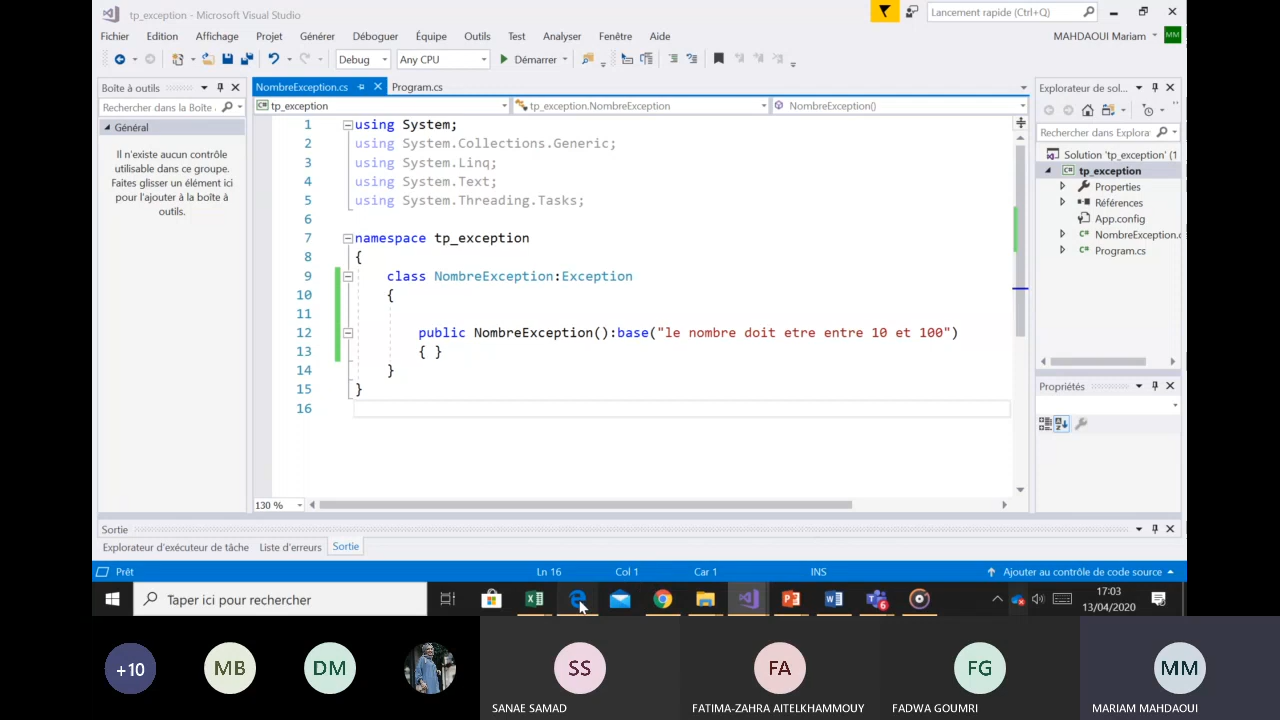 tp_exception - Microsoft Visual Studio
Lancement rapide (Ctrl+Q)
Fichier Edition Affichage Projet Générer Déboguer Équipe Outils Test Analyser Fenêtre Aide
MAHDAOUI Mariam MM
Debug Any CPU Démarrer
Boîte à outils
Rechercher dans la Boîte
Général
Il n'existe aucun contrôle
utilisable dans ce groupe.
Faites glisser un élément ici
pour l'ajouter à la boîte à
outils.
NombreException.cs Program.cs
tp_exception tp_exception.NombreException NombreException()
1 using System;
2 using System.Collections.Generic;
3 using System.Linq;
4 using System.Text;
5 using System.Threading.Tasks;
6
7 namespace tp_exception
8 {
9 class NombreException:Exception
10 {
11
12 public NombreException():base("le nombre doit etre entre 10 et 100")
13 { }
14 }
15 }
16
130 %
Explorateur de sol...
Rechercher dans Explora
Solution 'tp_exception' (1
tp_exception
Properties
Références
App.config
NombreException.c
Program.cs
Propriétés
Sortie
Explorateur d'exécuteur de tâche Liste d'erreurs Sortie
Prêt Ln 16 Col 1 Car 1 INS Ajouter au contrôle de code source
Taper ici pour rechercher
17:03
13/04/2020
+10 MB DM SS FA FG MM
SANAE SAMAD FATIMA-ZAHRA AITELKHAMMOUY FADWA GOUMRI MARIAM MAHDAOUI